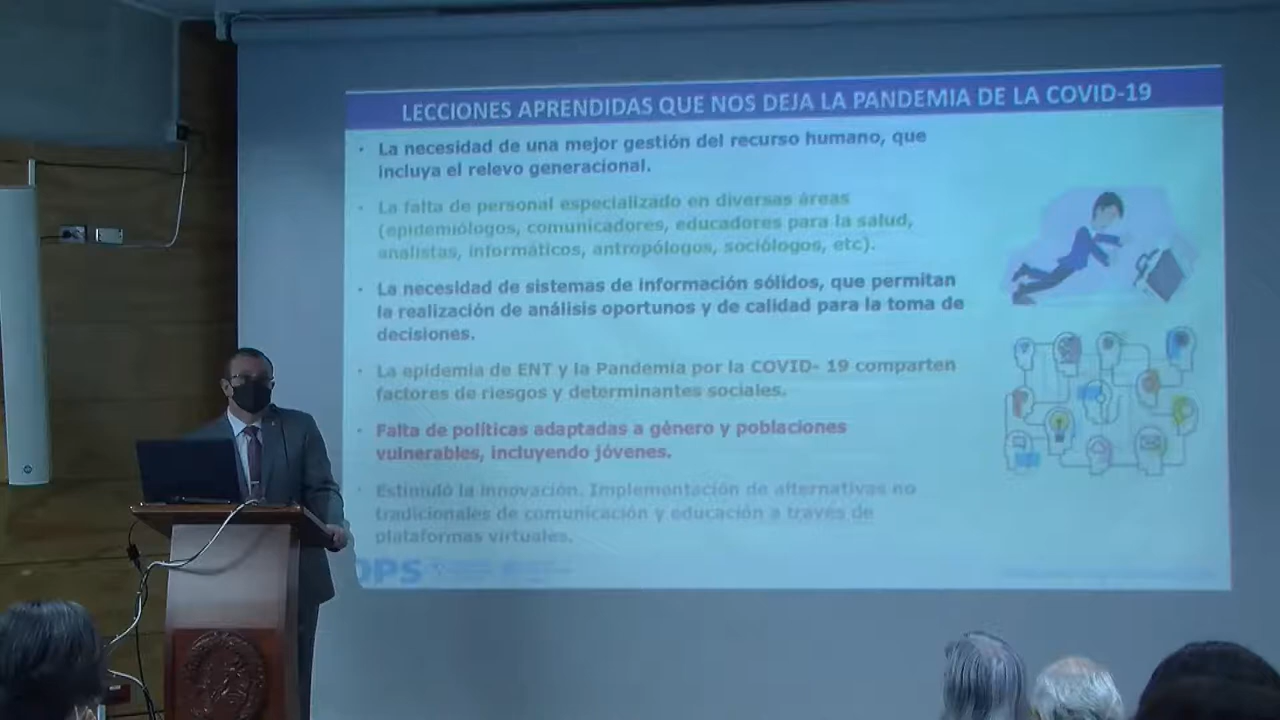 LECCIONES APRENDIDAS QUE NOS DEJA LA PANDEMIA DE LA COVID-19
• La necesidad de una mejor gestión del recurso humano, que
incluya el relevo generacional.
• La falta de personal especializado en diversas áreas
(epidemiólogos, comunicadores, educadores para la salud,
analistas, informáticos, antropólogos, sociólogos, etc).
• La necesidad de sistemas de información sólidos, que permitan
la realización de análisis oportunos y de calidad para la toma de
decisiones.
• La epidemia de ENT y la Pandemia por la COVID- 19 comparten
factores de riesgos y determinantes sociales.
• Falta de políticas adaptadas a género y poblaciones
vulnerables, incluyendo jóvenes.
• Estimuló la innovación. Implementación de alternativas no
tradicionales de comunicación y educación a través de
plataformas virtuales.
OPS